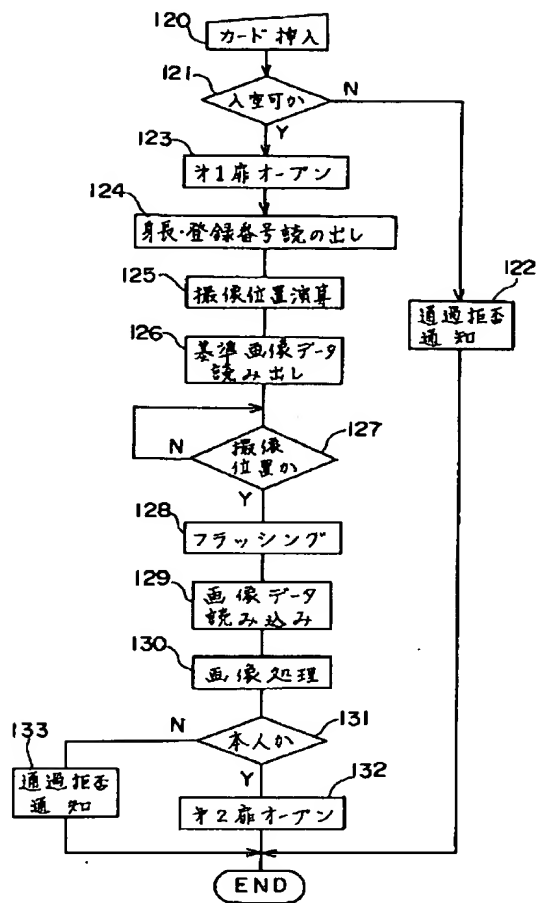 120
カード挿入
121
入室可か
N
Y
123
第1扉オープン
124
身長・登録番号読の出し
125
撮像位置演算
122
通過拒否
通知
126
基準画像データ
読み出し
127
撮像
位置か
N
Y
128
フラッシング
129
画像データ
読み込み
130
画像処理
131
本人か
N
Y
133
通過拒否
通知
132
第2扉オープン
END